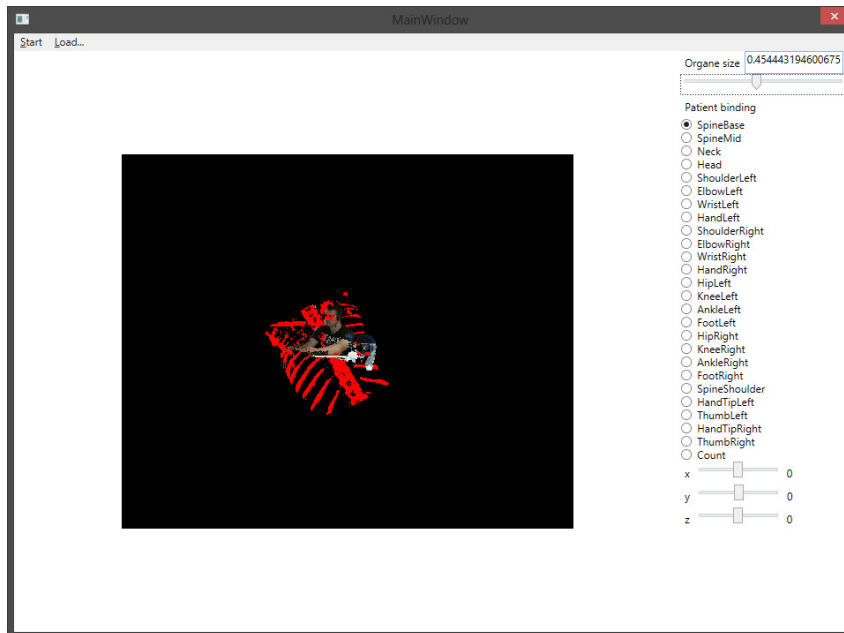 MainWindow
Start Load...
Organe size 0.454443194600675
Patient binding
SpineBase
SpineMid
Neck
Head
ShoulderLeft
ElbowLeft
WristLeft
HandLeft
ShoulderRight
ElbowRight
WristRight
HandRight
HipLeft
KneeLeft
AnkleLeft
FootLeft
HipRight
KneeRight
AnkleRight
FootRight
SpineShoulder
HandTipLeft
ThumbLeft
HandTipRight
ThumbRight
Count
x 0
y 0
z 0